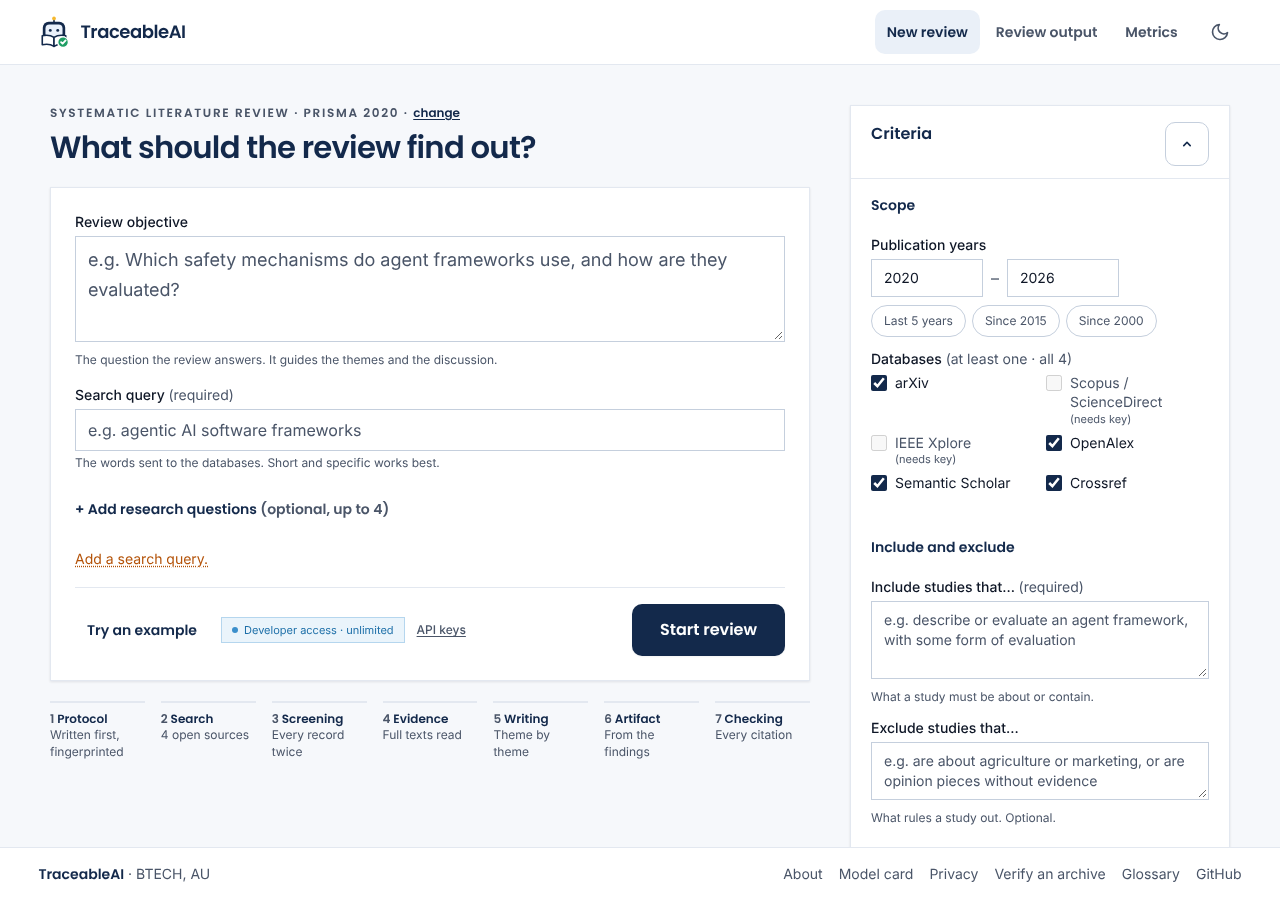 TraceableAI
New review
Review output
Metrics
SYSTEMATIC LITERATURE REVIEW · PRISMA 2020 · change
What should the review find out?
Review objective
e.g. Which safety mechanisms do agent frameworks use, and how are they
evaluated?
The question the review answers. It guides the themes and the discussion.
Search query (required)
e.g. agentic AI software frameworks
The words sent to the databases. Short and specific works best.
+ Add research questions (optional, up to 4)
Add a search query.
Try an example
Developer access · unlimited
API keys
Start review
1 Protocol
Written first,
fingerprinted
2 Search
4 open sources
3 Screening
Every record
twice
4 Evidence
Full texts read
5 Writing
Theme by
theme
6 Artifact
From the
findings
7 Checking
Every citation
Criteria
Scope
Publication years
2020 – 2026
Last 5 years
Since 2015
Since 2000
Databases (at least one · all 4)
arXiv
Scopus /
ScienceDirect
(needs key)
IEEE Xplore
(needs key)
OpenAlex
Semantic Scholar
Crossref
Include and exclude
Include studies that... (required)
e.g. describe or evaluate an agent framework,
with some form of evaluation
What a study must be about or contain.
Exclude studies that...
e.g. are about agriculture or marketing, or are
opinion pieces without evidence
What rules a study out. Optional.
TraceableAI · BTECH, AU
About
Model card
Privacy
Verify an archive
Glossary
GitHub